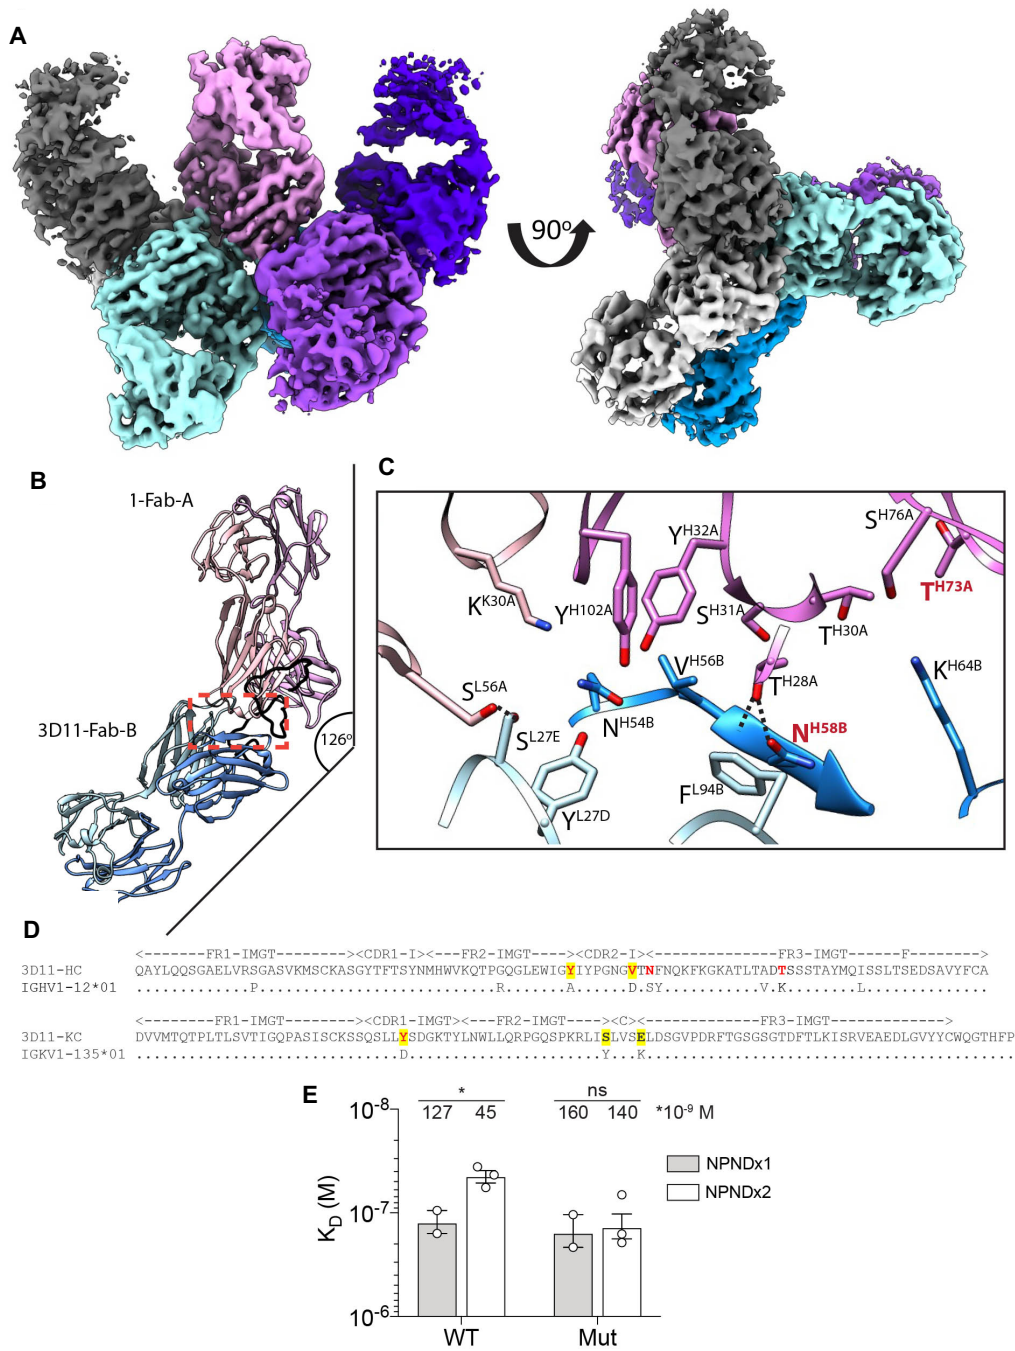 A
90º
B
1-Fab-A
3D11-Fab-B
126º
C
S^H76A
Y^H32A
T^H73A
K^K30A
Y^H102A
S^H31A
T^H30A
V^H56B
K^H64B
S^L56A
T^H28A
N^H54B
S^L27E
N^H58B
F^L94B
Y^L27D
D
<-------FR1-IMGT--------><CDR1-I><------FR2-IMGT-------><CDR2-I><--------------FR3-IMGT-------F-------->
3D11-HC QAYLQQSGAELVRSGASVKMSCKASGYTFTSYNMHWVKQTPGQGLEWIGYIYPGNGVTNFNQKFKGKATLTADTSSSTAYMQISSLTSEDSAVYFCA
IGHV1-12*01 .............P.............................R.......A.......D.SY.............V.K.........L..............
<-------FR1-IMGT--------><CDR1-IMGT><----FR2-IMGT-----><C><-------------FR3-IMGT--------------->
3D11-KC DVVMTQTPLTLSVTIGQPASISCKSSQSLLYSDGKTYLNWLLQRPGQSPKRLISLVSELDSGVPDRFTGSGSGTDFTLKISRVEAEDLGVYYCWQGTHFP
IGKV1-135*01 ..............................D......................Y...K..........................................
E
* ns
127 45 160 140 *10^-9 M
10^-8
10^-7
10^-6
K_D (M)
NPNDx1
NPNDx2
WT Mut